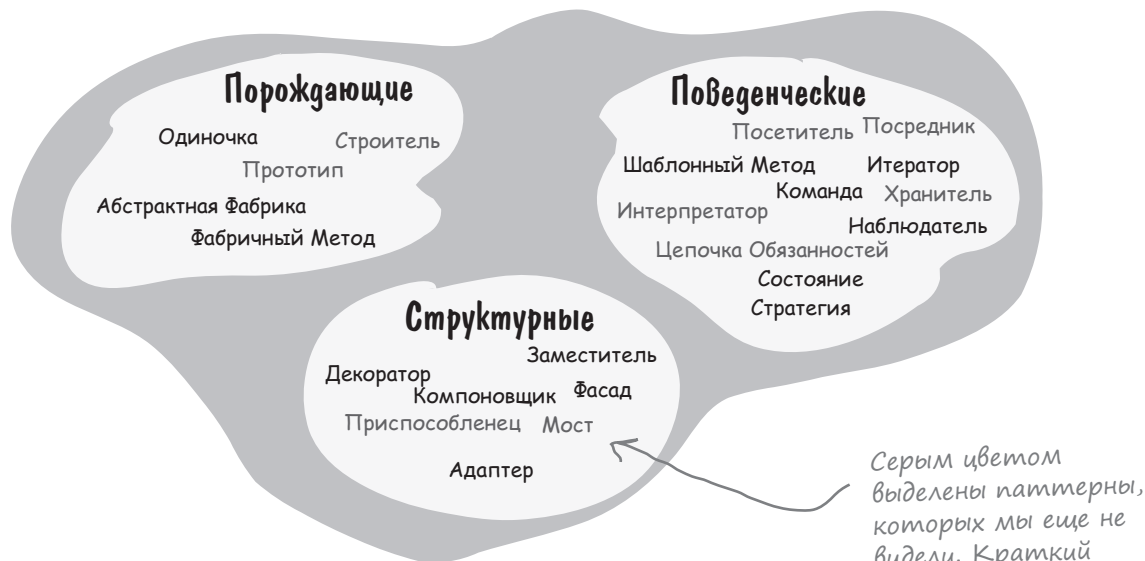 Порождающие
Одиночка
Строитель
Прототип
Абстрактная Фабрика
Фабричный Метод
Поведенческие
Посетитель
Посредник
Шаблонный Метод
Итератор
Команда
Хранитель
Интерпретатор
Наблюдатель
Цепочка Обязанностей
Состояние
Стратегия
Структурные
Заместитель
Декоратор
Компоновщик
Фасад
Приспособленец
Мост
Адаптер
Серым цветом
выделены паттерны,
которых мы еще не
видели. Краткий